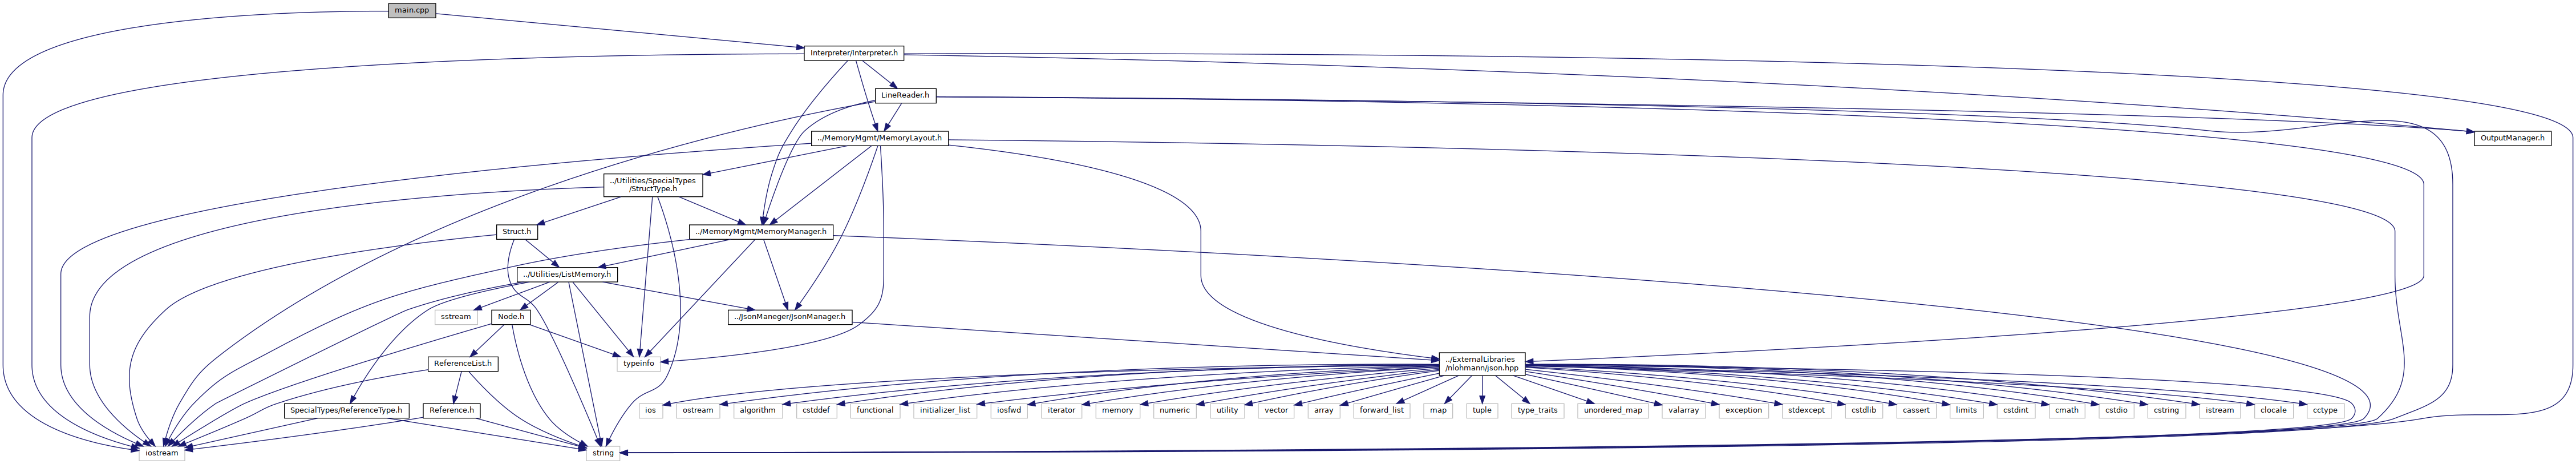 main.cpp
Interpreter/Interpreter.h
LineReader.h
../MemoryMgmt/MemoryLayout.h
OutputManager.h
../Utilities/SpecialTypes
/StructType.h
Struct.h
../MemoryMgmt/MemoryManager.h
../Utilities/ListMemory.h
sstream
Node.h
../JsonManeger/JsonManager.h
ReferenceList.h
typeinfo
../ExternalLibraries
/nlohmann/json.hpp
SpecialTypes/ReferenceType.h
Reference.h
ios
ostream
algorithm
cstddef
functional
initializer_list
iosfwd
iterator
memory
numeric
utility
vector
array
forward_list
map
tuple
type_traits
unordered_map
valarray
exception
stdexcept
cstdlib
cassert
limits
cstdint
cmath
cstdio
cstring
istream
clocale
cctype
iostream
string